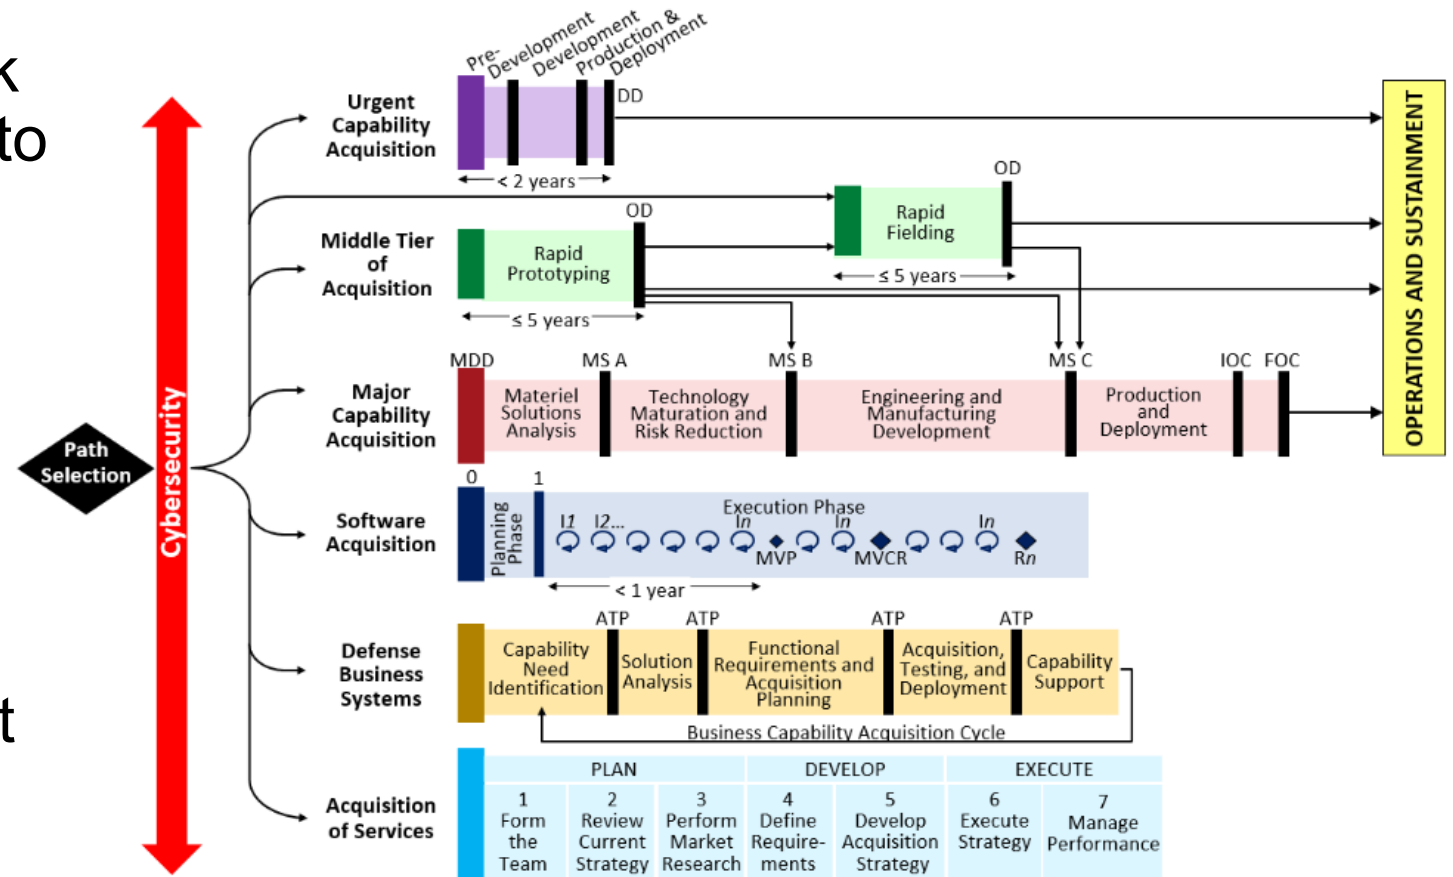 k
to
t
Path
Selection
Cybersecurity
Urgent
Capability
Acquisition
Pre-
Development
Development
Production &
Deployment
DD
< 2 years
Middle Tier
of
Acquisition
Rapid
Prototyping
OD
≤ 5 years
Rapid
Fielding
OD
≤ 5 years
Major
Capability
Acquisition
MDD
Materiel
Solutions
Analysis
MS A
Technology
Maturation and
Risk Reduction
MS B
Engineering and
Manufacturing
Development
MS C
Production
and
Deployment
IOC
FOC
Software
Acquisition
0
Planning
Phase
1
Execution Phase
I1
I2...
In
MVP
In
MVCR
In
Rn
< 1 year
Defense
Business
Systems
Capability
Need
Identification
ATP
Solution
Analysis
ATP
Functional
Requirements and
Acquisition
Planning
ATP
Acquisition,
Testing, and
Deployment
ATP
Capability
Support
Business Capability Acquisition Cycle
Acquisition
of Services
PLAN
DEVELOP
EXECUTE
1
Form
the
Team
2
Review
Current
Strategy
3
Perform
Market
Research
4
Define
Require-
ments
5
Develop
Acquisition
Strategy
6
Execute
Strategy
7
Manage
Performance
OPERATIONS AND SUSTAINMENT